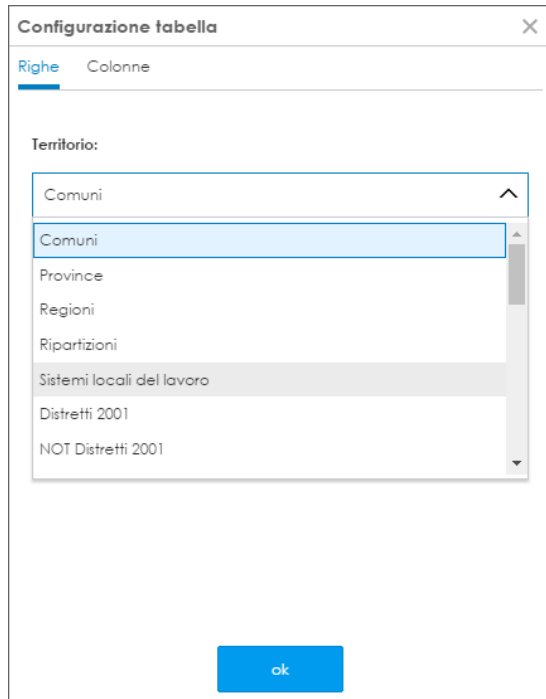 Configurazione tabella
Righe Colonne
Territorio:
Comuni
Comuni
Province
Regioni
Ripartizioni
Sistemi locali del lavoro
Distretti 2001
NOT Distretti 2001
ok